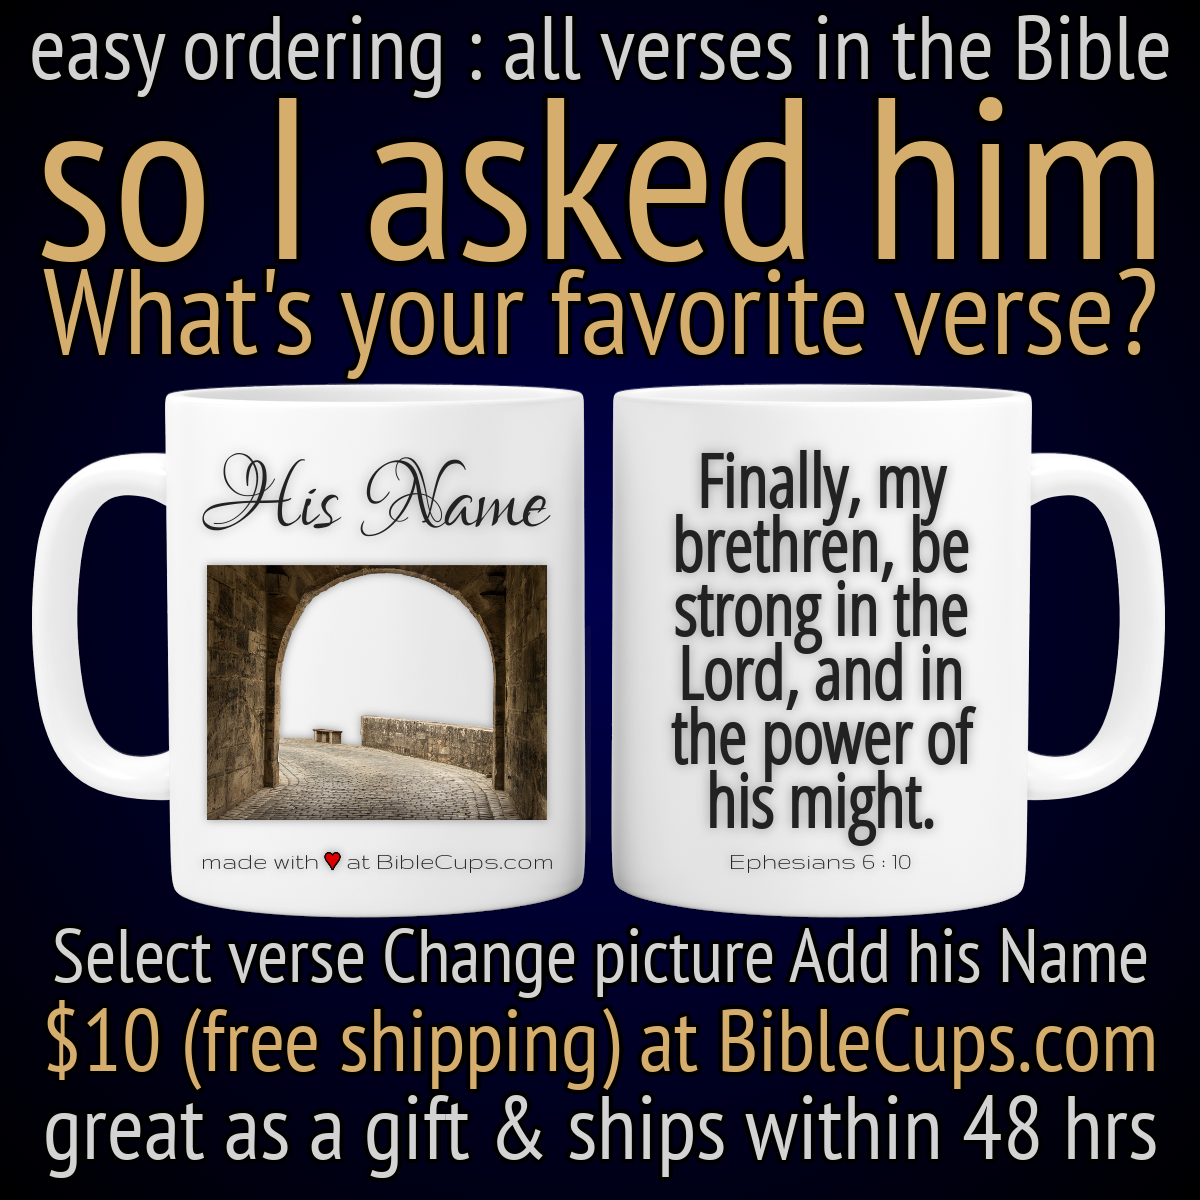 easy ordering : all verses in the Bible
so I asked him
What's your favorite verse?
His Name
made with ❤ at BibleCups.com
Finally, my
brethren, be
strong in the
Lord, and in
the power of
his might.
Ephesians 6 : 10
Select verse Change picture Add his Name
$10 (free shipping) at BibleCups.com
great as a gift & ships within 48 hrs